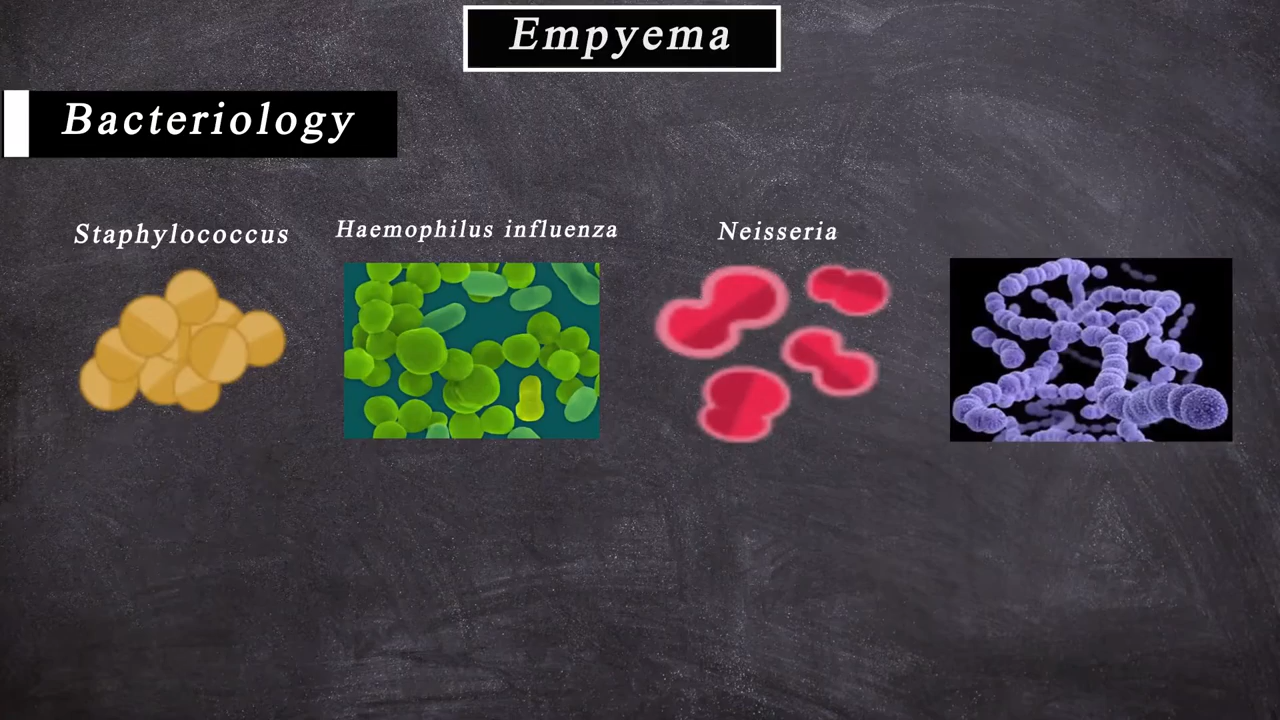 Empyema
Bacteriology
Staphylococcus
Haemophilus influenza
Neisseria